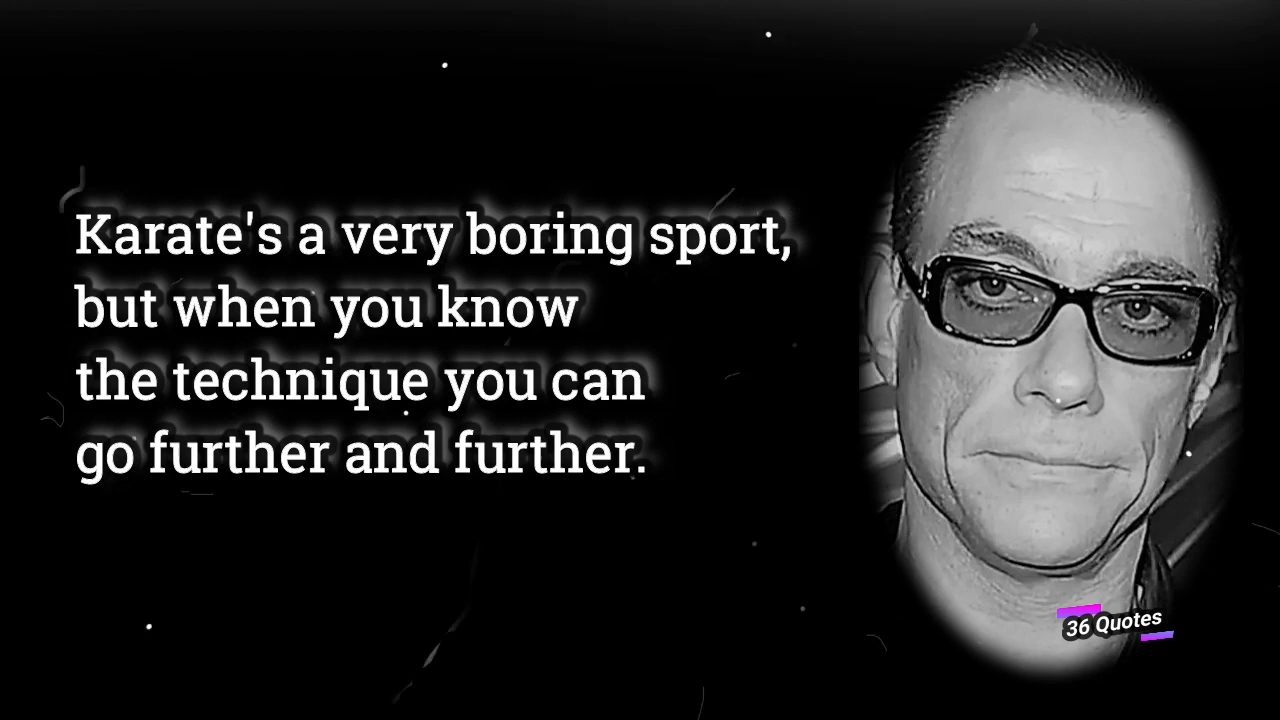 Karate's a very boring sport,
but when you know
the technique you can
go further and further.
36 Quotes